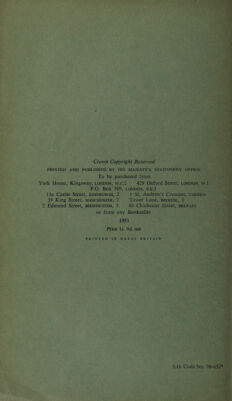 Crown Copyright Reserved
PRINTED AND PUBLISHED BY HIS MAJESTY'S STATIONERY OFFICE
To be purchased from
York House, Kingsway, LONDON, W.C.2 429 Oxford Street, LONDON, W.1
P.O. Box 569, LONDON, S.E.1
13a Castle Street, EDINBURGH, 2 1 St. Andrew's Crescent, CARDIFF
39 King Street, MANCHESTER, 2 Tower Lane, BRISTOL, 1
2 Edmund Street, BIRMINGHAM, 3 80 Chichester Street, BELFAST
or from any Bookseller
1951
Price 1s. 9d. net
PRINTED IN GREAT BRITAIN
S.O. Code No.